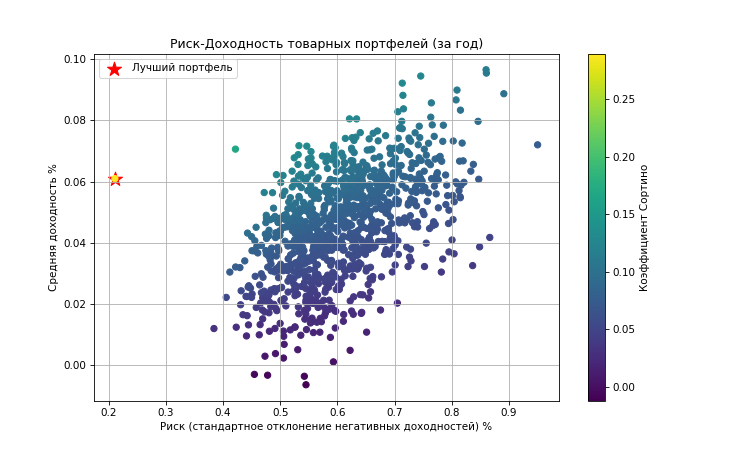 Риск-Доходность товарных портфелей (за год)
Лучший портфель
Средняя доходность %
0.10
0.08
0.06
0.04
0.02
0.00
0.2 0.3 0.4 0.5 0.6 0.7 0.8 0.9
Риск (стандартное отклонение негативных доходностей) %
0.25
0.20
0.15
0.10
0.05
0.00
Коэффициент Сортино